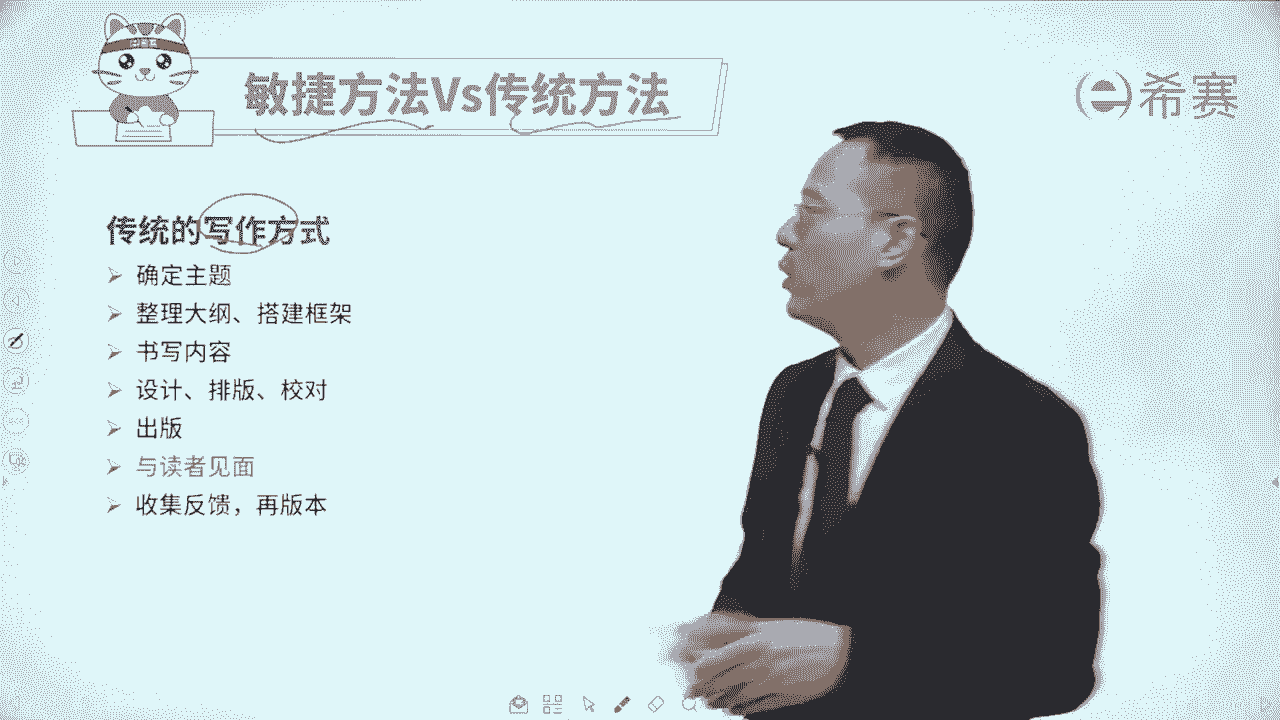 敏捷方法Vs传统方法
希赛
传统的写作方式
确定主题
整理大纲、搭建框架
书写内容
设计、排版、校对
出版
与读者见面
收集反馈，再版本